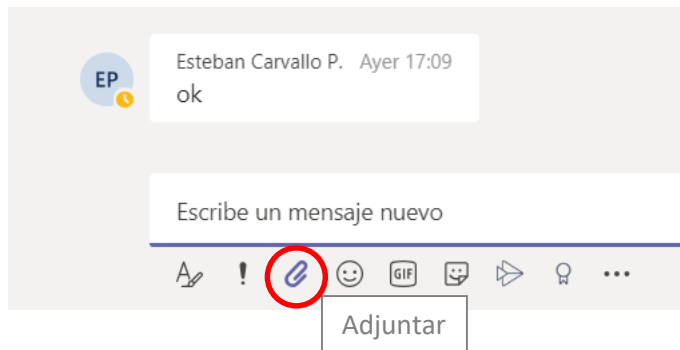 Esteban Carvallo P. Ayer 17:09
EP
ok
Escribe un mensaje nuevo
GIF
Adjuntar